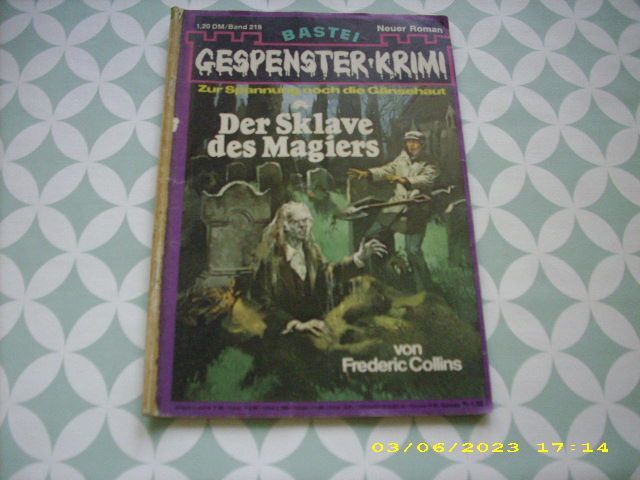 1,20 DM/Band 219
BASTEI
Neuer Roman
GESPENSTER-KRIMI
Zur Spannung noch die Gänsehaut
Der Sklave
des Magiers
von
Frederic Collins
03/06/2023 17:14